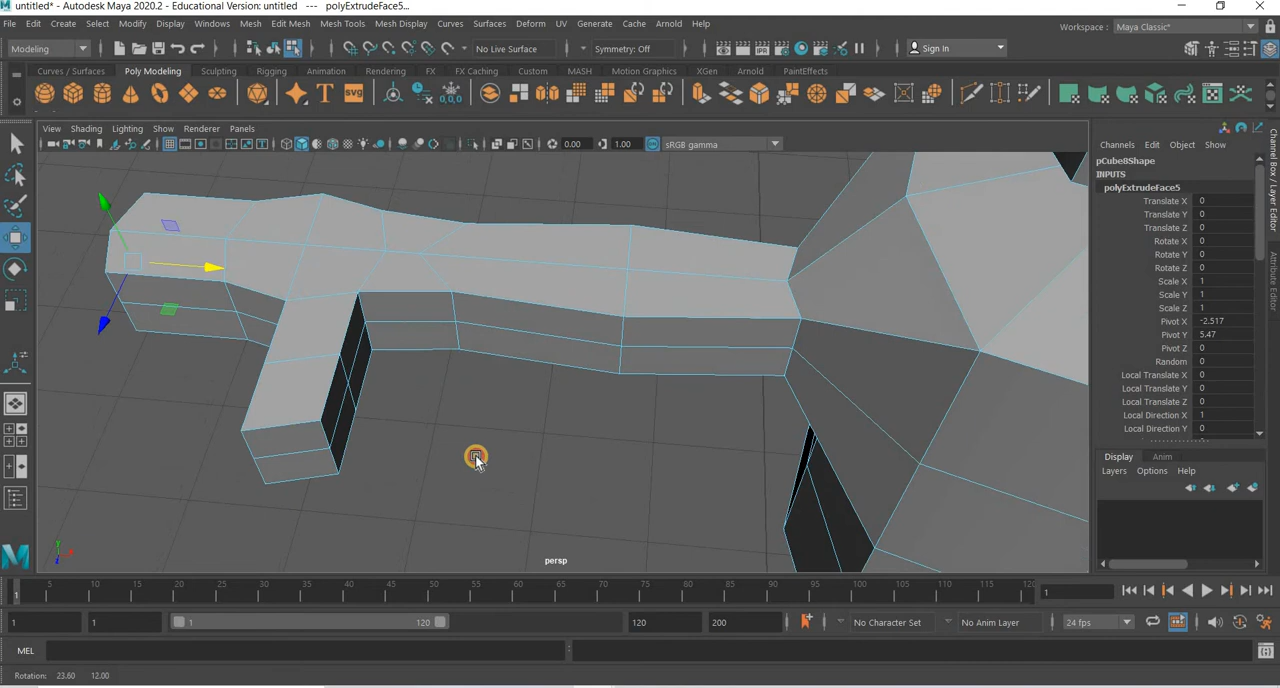 untitled* - Autodesk Maya 2020.2 - Educational Version: untitled   ---   polyExtrudeFace5...
File Edit Create Select Modify Display Windows Mesh Edit Mesh Mesh Tools Mesh Display Curves Surfaces Deform UV Generate Cache Arnold Help
Workspace : Maya Classic*
Modeling
No Live Surface
Symmetry: Off
Sign In
Curves / Surfaces Poly Modeling Sculpting Rigging Animation Rendering FX FX Caching Custom MASH Motion Graphics XGen Arnold PaintEffects
View Shading Lighting Show Renderer Panels
0.00 1.00 sRGB gamma
Channels Edit Object Show
pCube8Shape
INPUTS
polyExtrudeFace5
Translate X 0
Translate Y 0
Translate Z 0
Rotate X 0
Rotate Y 0
Rotate Z 0
Scale X 1
Scale Y 1
Scale Z 1
Pivot X -2.517
Pivot Y 5.47
Pivot Z 0
Random 0
Local Translate X 0
Local Translate Y 0
Local Translate Z 0
Local Direction X 1
Local Direction Y 0
Display Anim
Layers Options Help
Channel Box / Layer Editor
Attribute Editor
persp
5 10 15 20 25 30 35 40 45 50 55 60 65 70 75 80 85 90 95 100 105 110 115 120
1
1
1 1 1 120 120 200 No Character Set No Anim Layer 24 fps
MEL
Rotation: 23.60 12.00